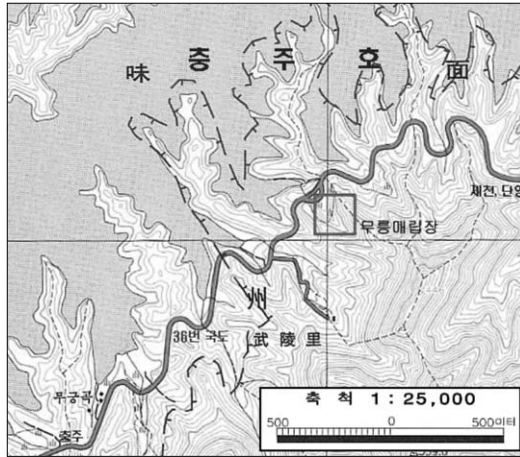 味 충 주 호 面
제천, 단양
무릉매립장
州
36번 국도
武 陵 里
무궁곡
충주
축 척 1 : 25,000
500 0 500미터